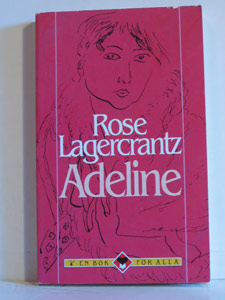 Rose
Lagercrantz
Adeline
EN BOK FÖR ALLA